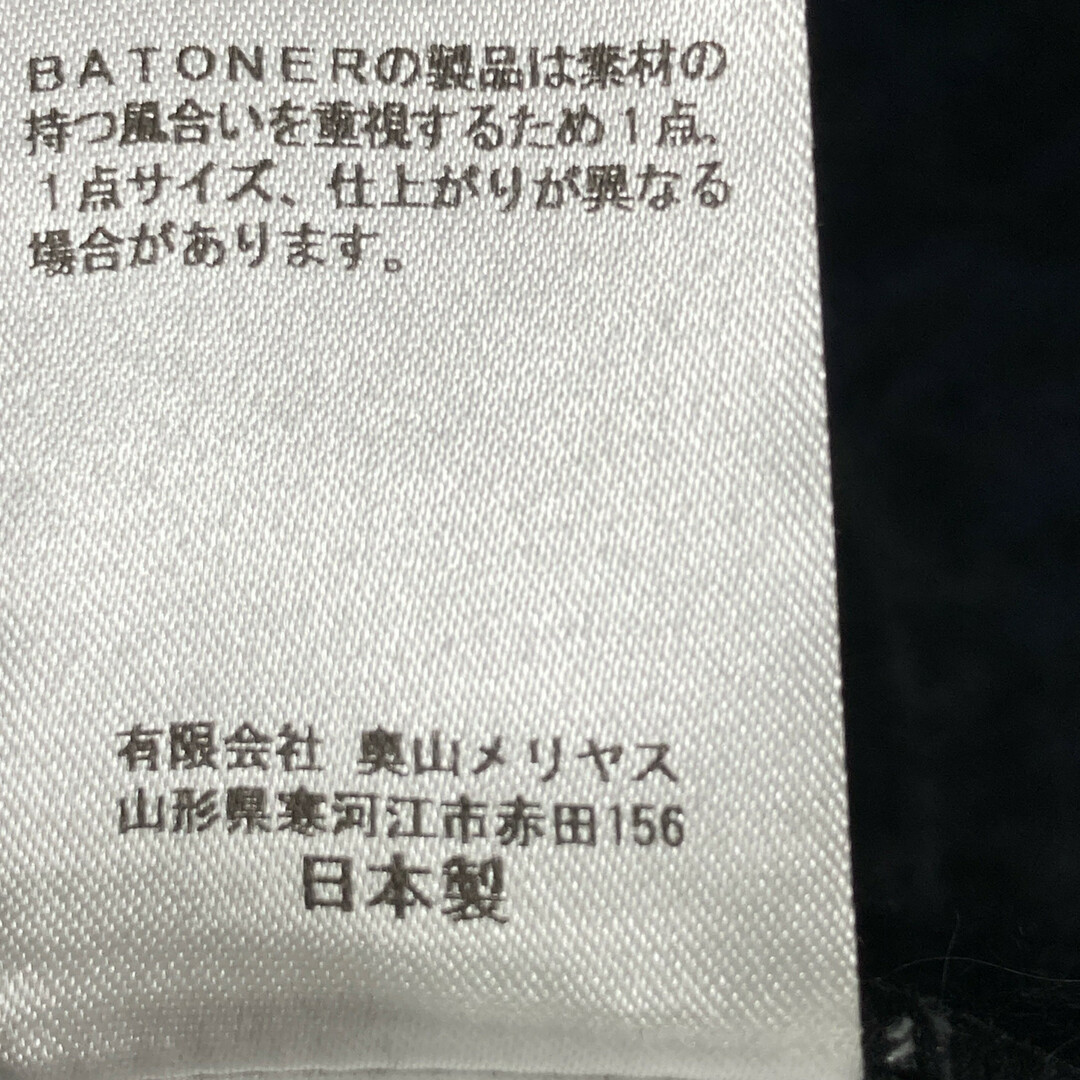 BATONERの製品は素材の
持つ風合いを重視するため1点、
1点サイズ、仕上がりが異なる
場合があります。
有限会社 奥山メリヤス
山形県寒河江市赤田156
日本製